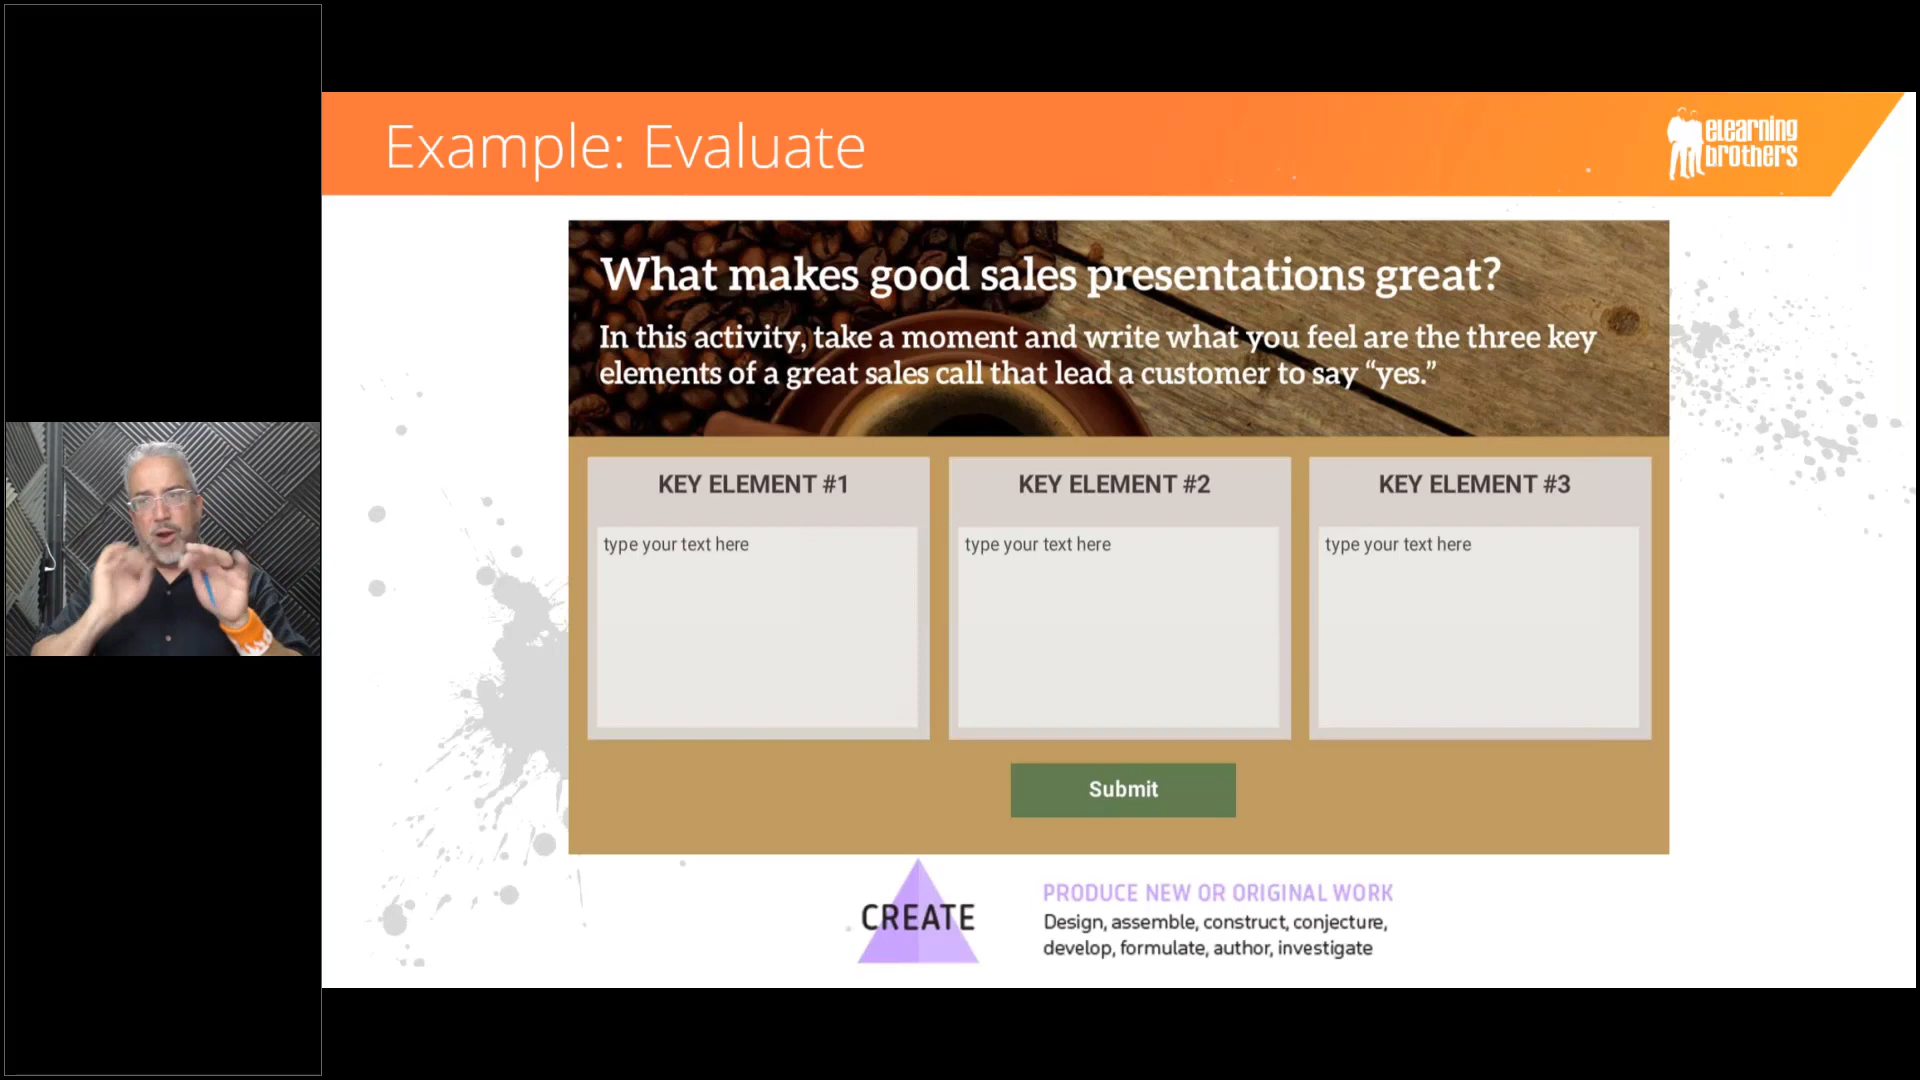 Example: Evaluate
elearning
brothers
What makes good sales presentations great?
In this activity, take a moment and write what you feel are the three key
elements of a great sales call that lead a customer to say “yes.”
KEY ELEMENT #1
type your text here
KEY ELEMENT #2
type your text here
KEY ELEMENT #3
type your text here
Submit
CREATE
PRODUCE NEW OR ORIGINAL WORK
Design, assemble, construct, conjecture,
develop, formulate, author, investigate